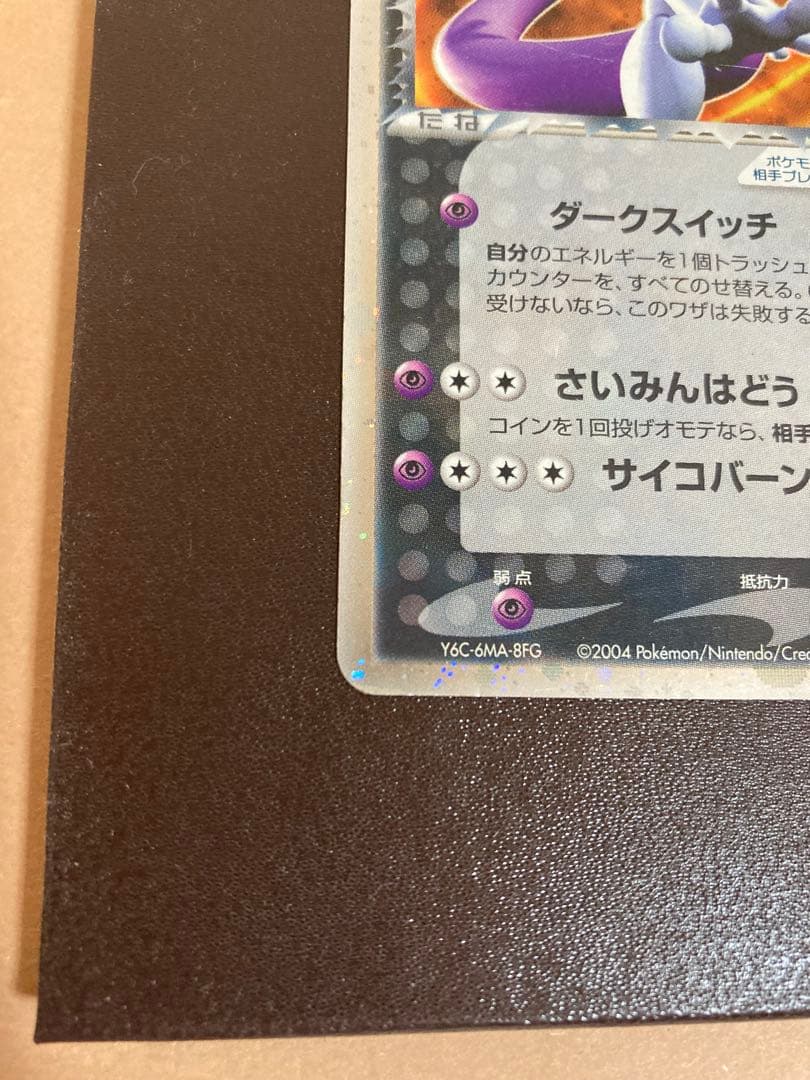 たね
ポケモ
相手プレ
ダークスイッチ
自分のエネルギーを1個トラッシュ
カウンターを、すべてのせ替える。
受けないなら、このワザは失敗する
さいみんはどう
コインを1回投げオモテなら、相手
サイコバーン
弱点 抵抗力
Y6C-6MA-8FG ©2004 Pokémon/Nintendo/Crea